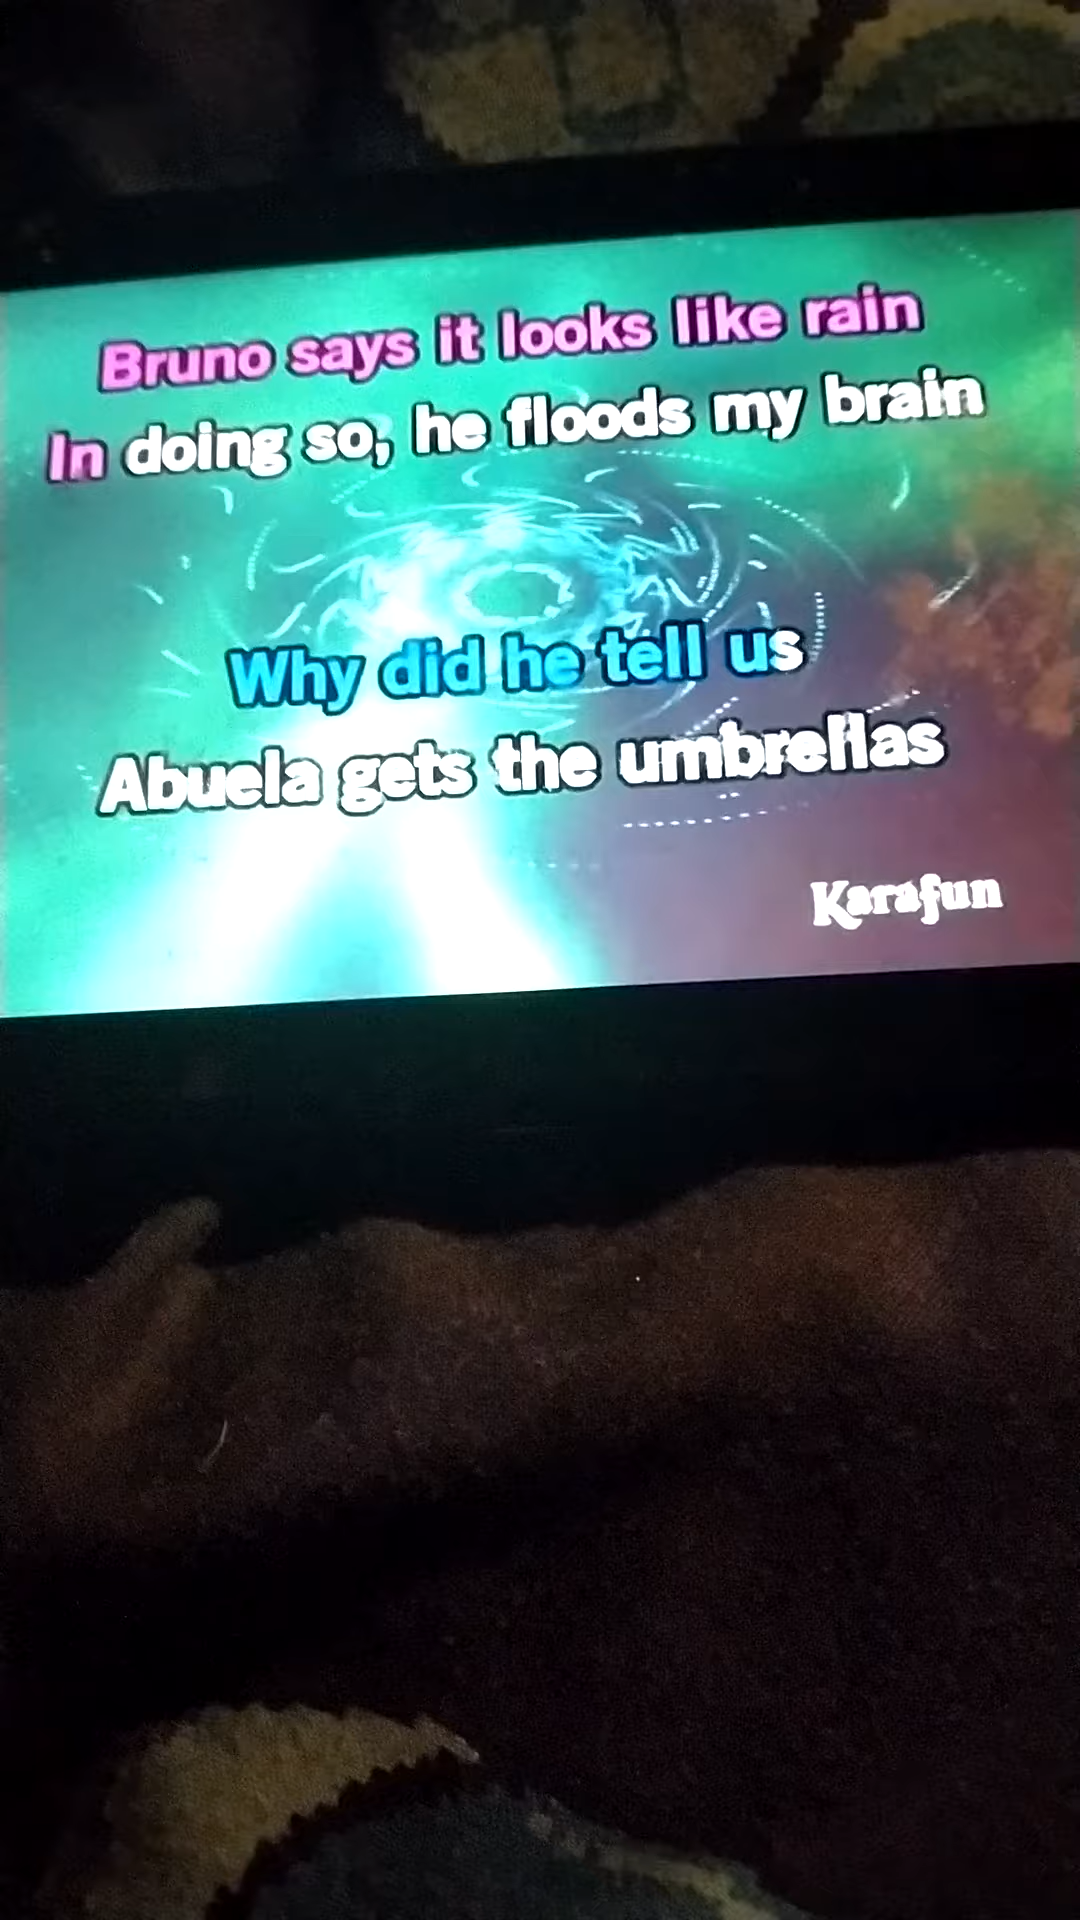 Bruno says it looks like rain
In doing so, he floods my brain
Why did he tell us
Abuela gets the umbrellas
Karafun